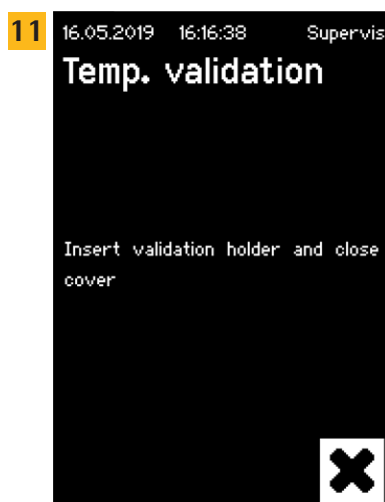 11
16.05.2019 16:16:38 Supervis
Temp. validation
Insert validation holder and close
cover